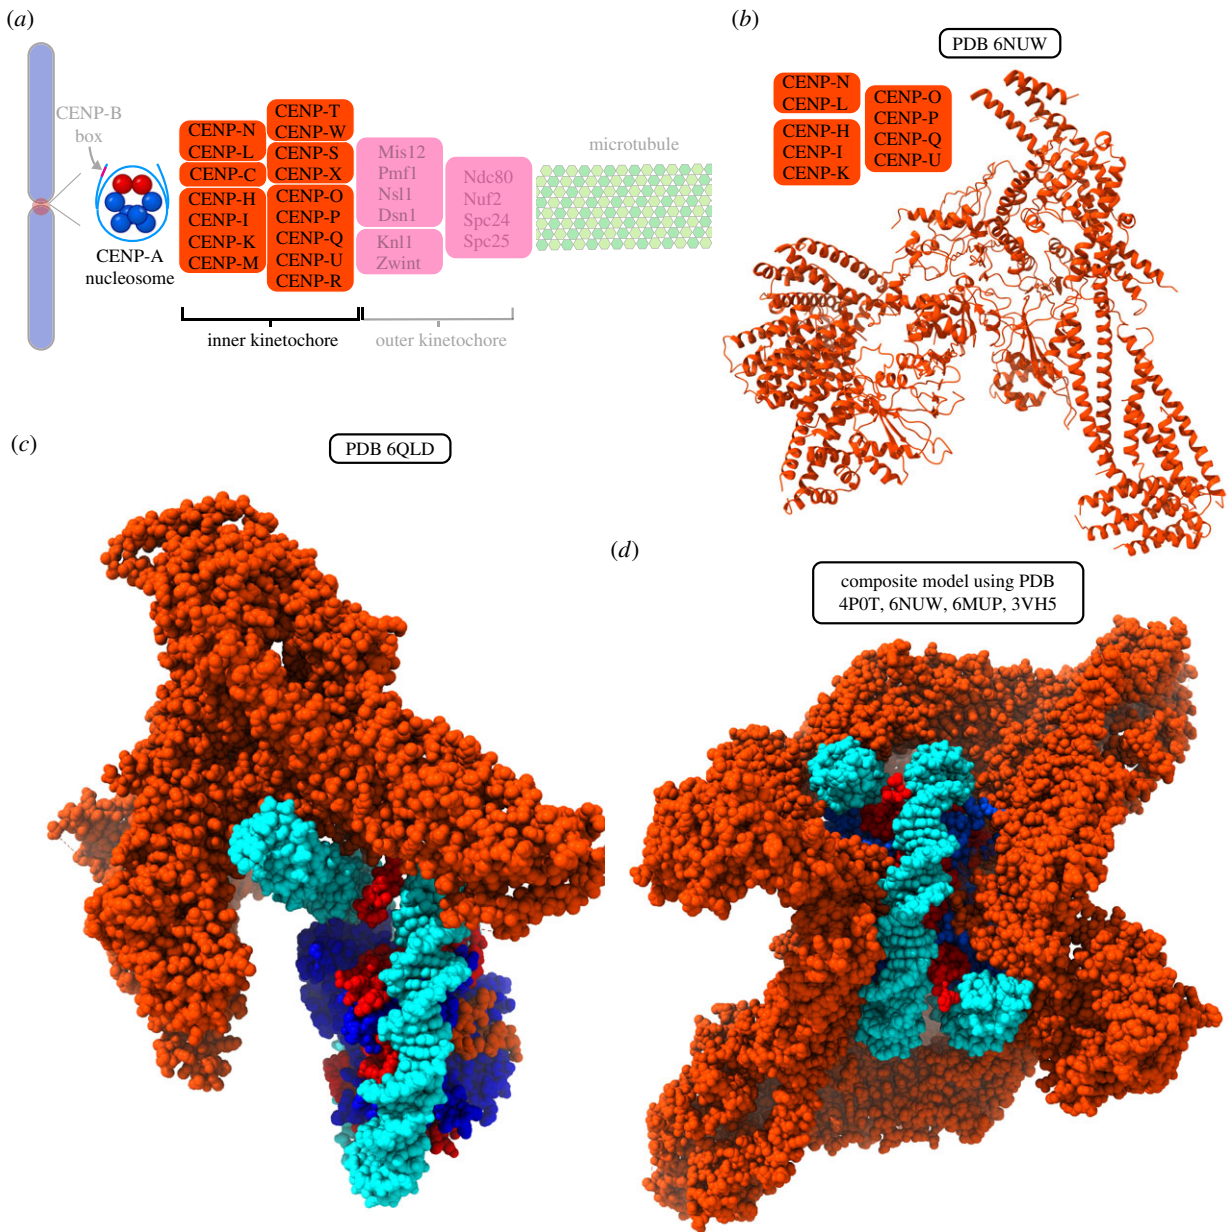 (a)
CENP-B
box
CENP-A
nucleosome
CENP-N
CENP-L
CENP-C
CENP-H
CENP-I
CENP-K
CENP-M
CENP-T
CENP-W
CENP-S
CENP-X
CENP-O
CENP-P
CENP-Q
CENP-U
CENP-R
Mis12
Pmf1
Nsl1
Dsn1
Knl1
Zwint
Ndc80
Nuf2
Spc24
Spc25
microtubule
inner kinetochore
outer kinetochore
(b)
PDB 6NUW
CENP-N
CENP-L
CENP-H
CENP-I
CENP-K
CENP-O
CENP-P
CENP-Q
CENP-U
(c)
PDB 6QLD
(d)
composite model using PDB
4P0T, 6NUW, 6MUP, 3VH5